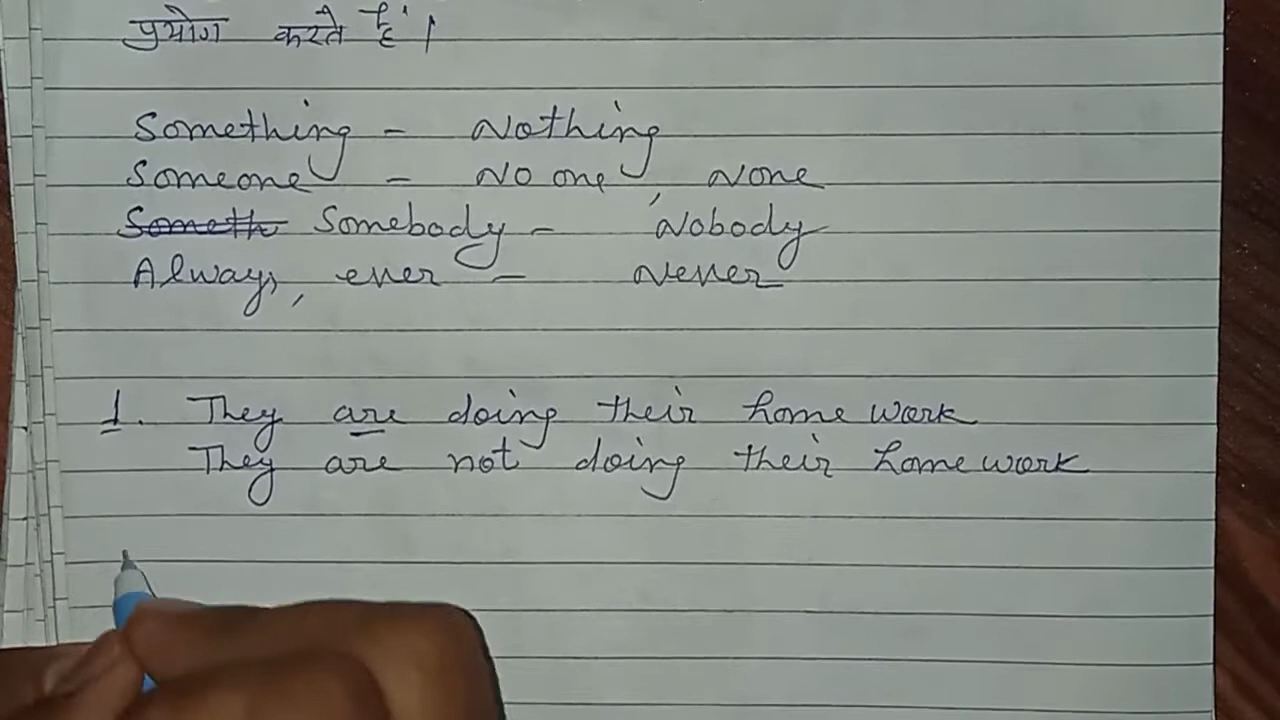 प्रयोग करते हैं।
Something - Nothing
Someone - No one, None
Someth Somebody - Nobody
Always, ever - Never
1. They are doing their home work
They are not doing their home work